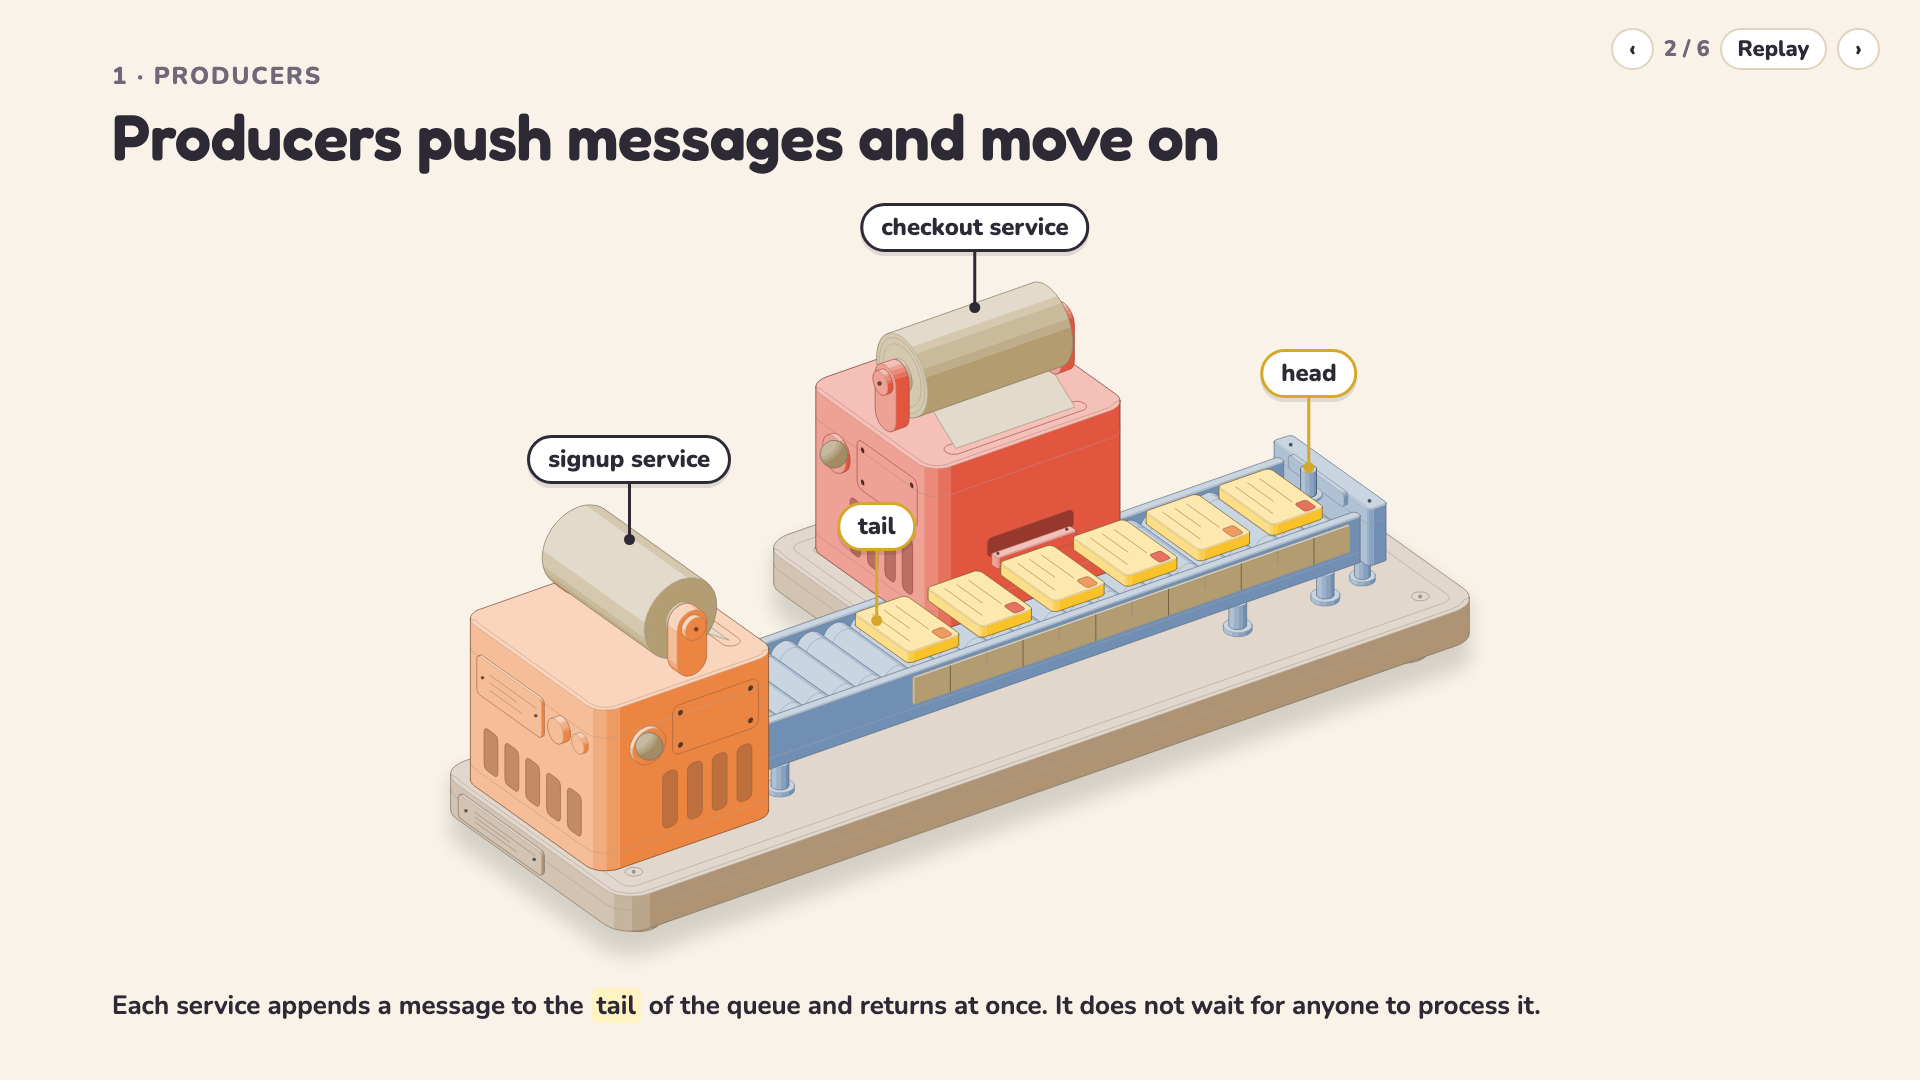 ‹ 2 / 6 Replay ›
1 · PRODUCERS
Producers push messages and move on
checkout service
head
signup service
tail
Each service appends a message to the tail of the queue and returns at once. It does not wait for anyone to process it.